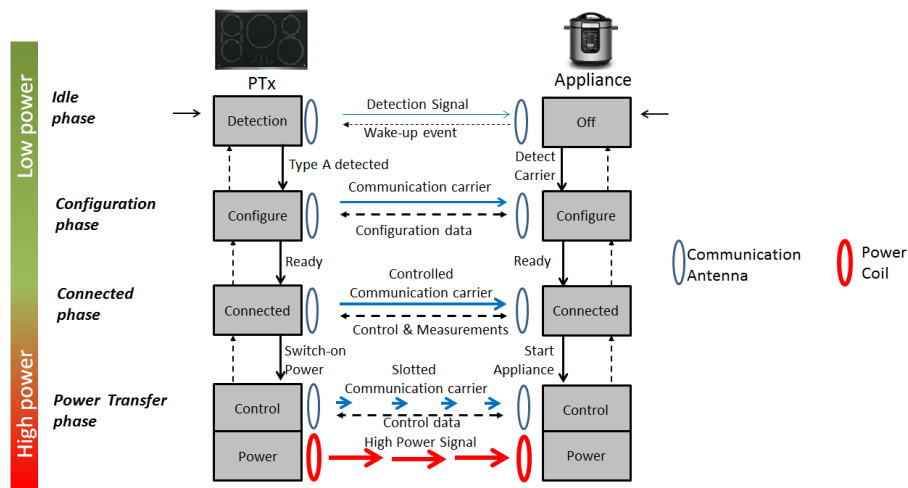 PTx
Appliance
Low power
High power
Idle
phase
Detection
Detection Signal
Wake-up event
Off
Type A detected
Detect
Carrier
Configuration
phase
Configure
Communication carrier
Configuration data
Configure
Ready
Ready
Communication
Antenna
Power
Coil
Connected
phase
Connected
Controlled
Communication carrier
Control & Measurements
Connected
Switch-on
Power
Start
Appliance
Power Transfer
phase
Control
Slotted
Communication carrier
Control data
Control
Power
High Power Signal
Power